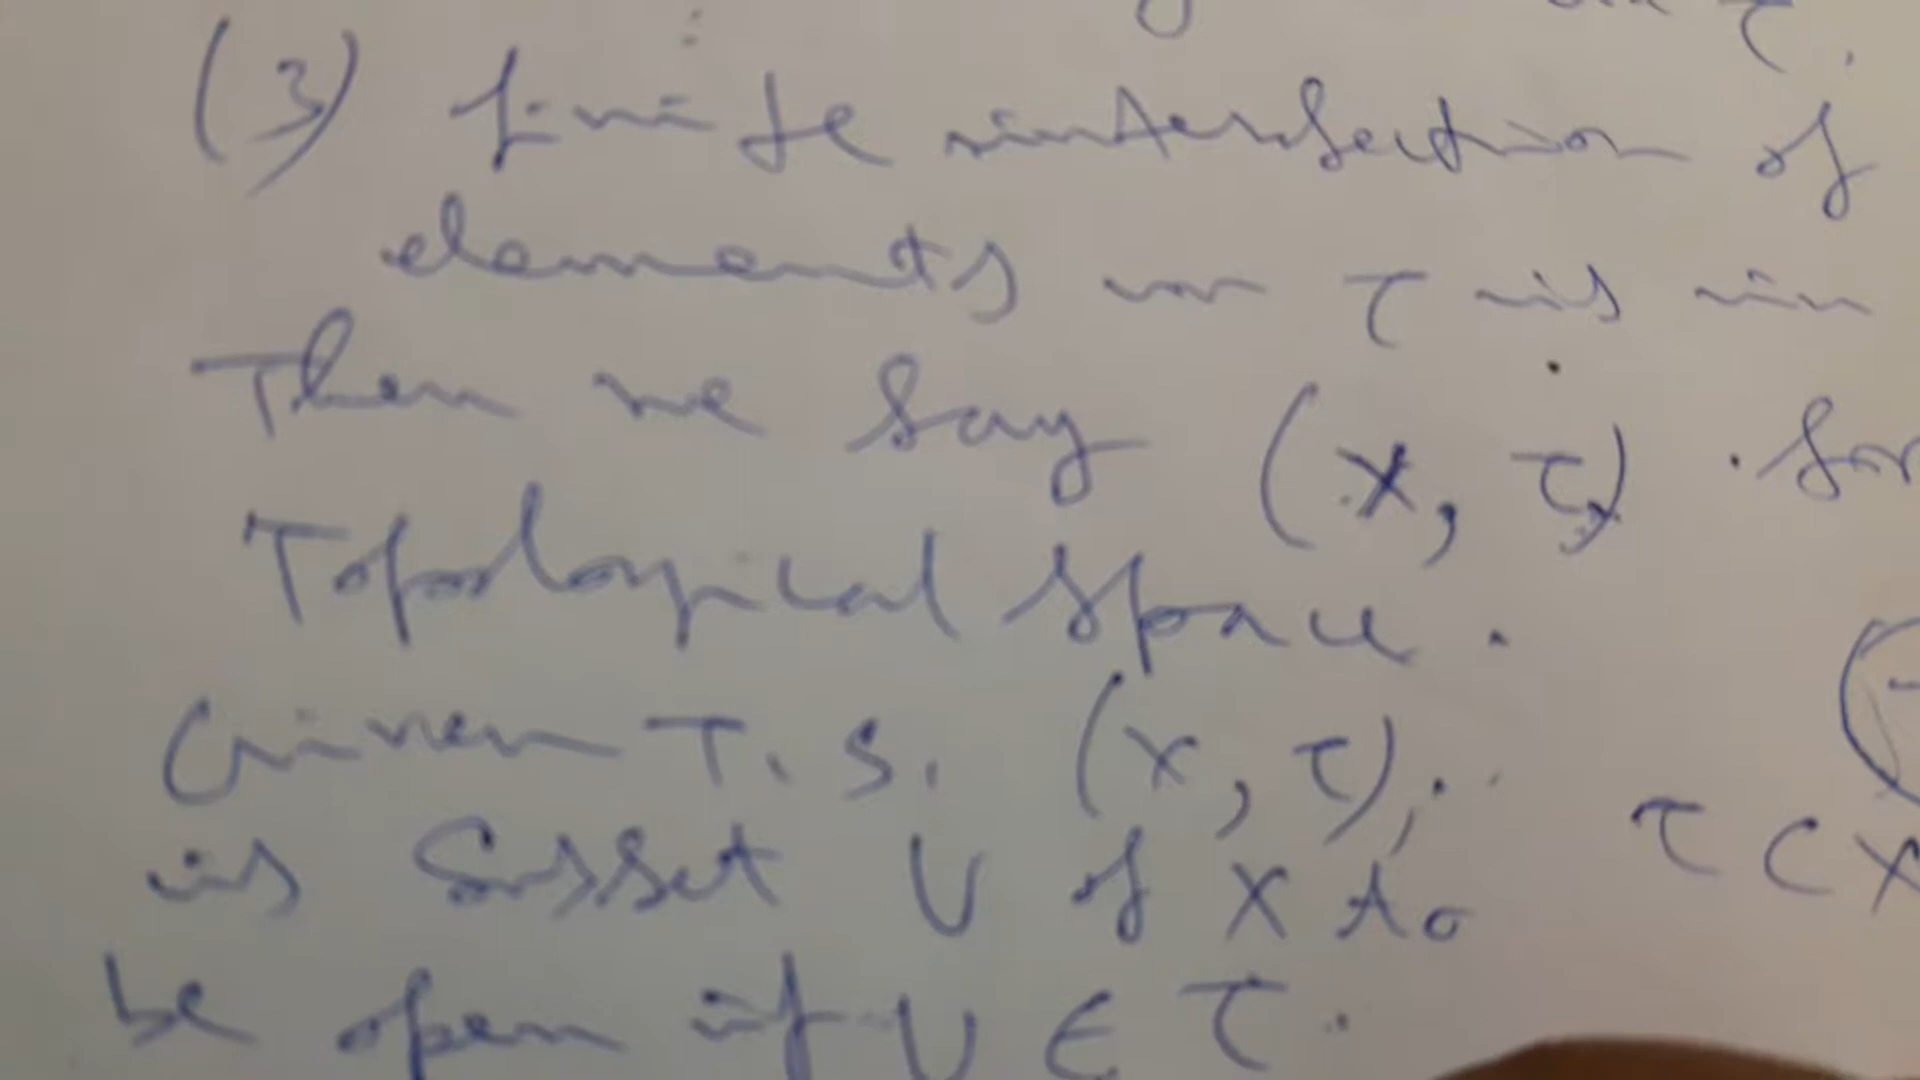 τ.
(3) finite intersection of
elements in τ is in
Then we say (X, τ) for
Topological space.
Given T.S. (X, τ),
is Subset U of X to
be open if U ∈ τ.
τ ⊂ X